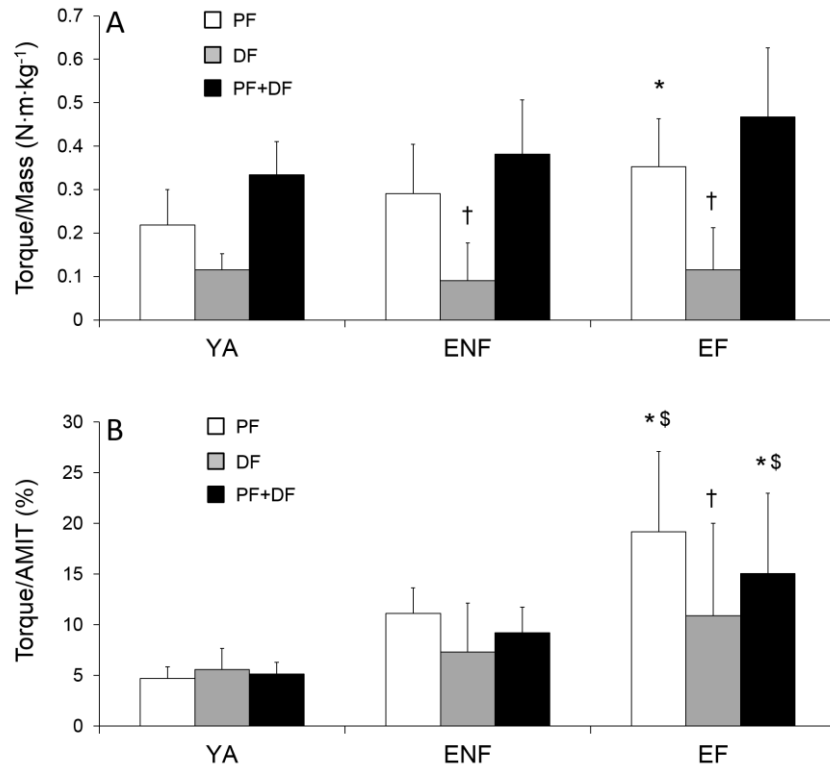 A
Torque/Mass (N·m·kg⁻¹)
0.7
0.6
0.5
0.4
0.3
0.2
0.1
0
PF
DF
PF+DF
†
*
†
YA
ENF
EF
B
Torque/AMIT (%)
30
25
20
15
10
5
0
PF
DF
PF+DF
* $
†
* $
YA
ENF
EF